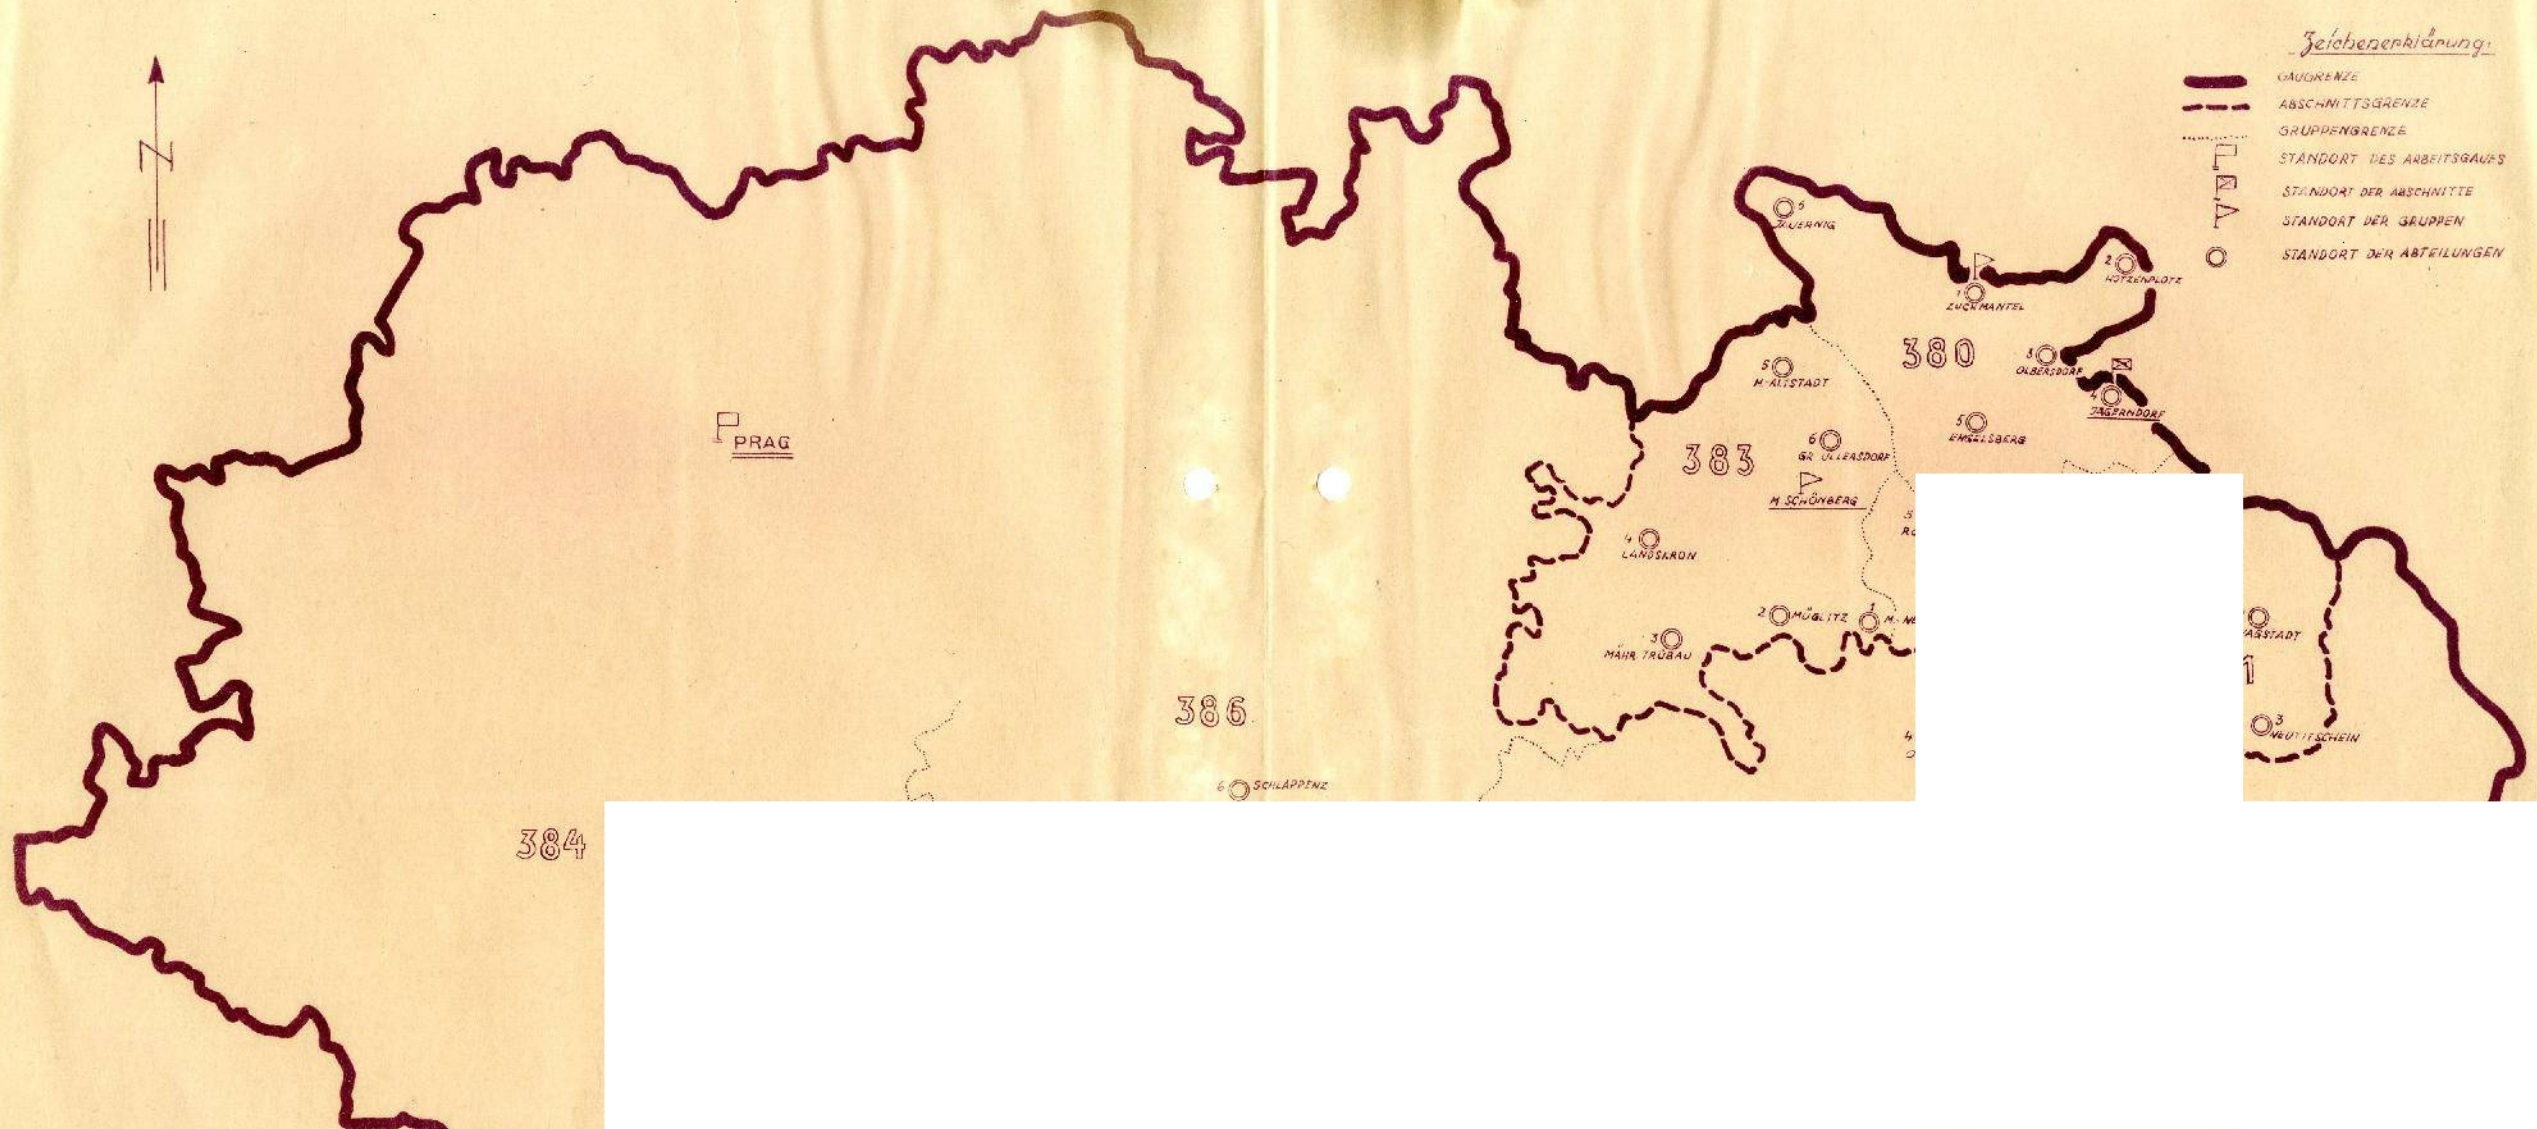 Zeichenerklärung:
GAUGRENZE
ABSCHNITTSGRENZE
GRUPPENGRENZE
STANDORT DES ARBEITSGAUES
STANDORT DER ABSCHNITTE
STANDORT DER GRUPPEN
STANDORT DER ABTEILUNGEN
N
6
JAUERNIG
2
HOTZENPLOTZ
1
ZUCKMANTEL
380
3
OLBERSDORF
5
M-ALTSTADT
4
JÄGERNDORF
5
ENGELSBERG
PRAG
6
GR ULLERSDORF
383
M SCHÖNBERG
4
LANDSKRON
2 MÜGLITZ
1
3
MÄHR TRÜBAU
386
3
NEUTITSCHEIN
6 SCHLAPPENZ
384